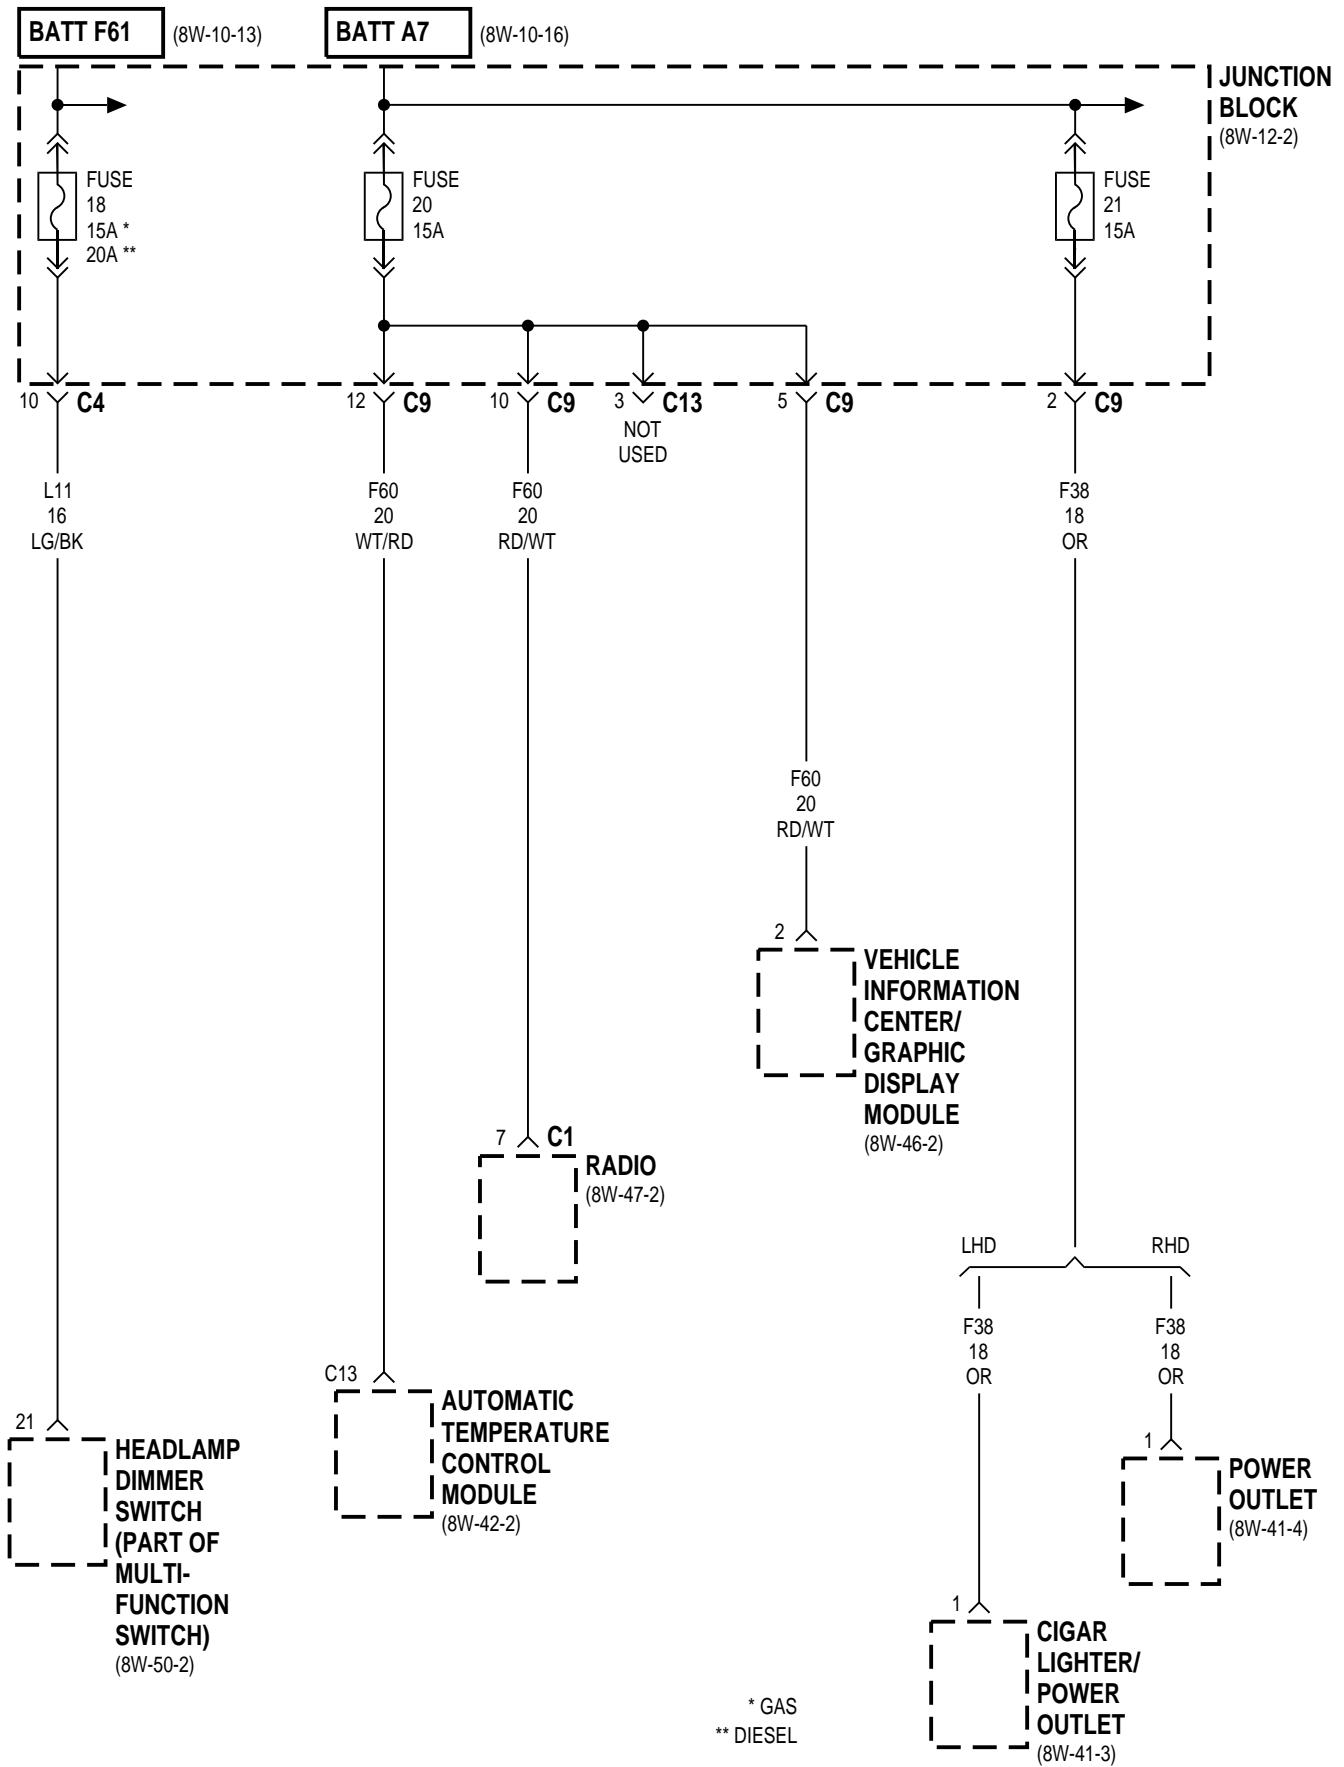 BATT F61 (8W-10-13)
BATT A7 (8W-10-16)
JUNCTION
BLOCK
(8W-12-2)
FUSE
18
15A *
20A **
FUSE
20
15A
FUSE
21
15A
10 C4
12 C9
10 C9
3 C13
NOT
USED
5 C9
2 C9
L11
16
LG/BK
F60
20
WT/RD
F60
20
RD/WT
F38
18
OR
F60
20
RD/WT
2
VEHICLE
INFORMATION
CENTER/
GRAPHIC
DISPLAY
MODULE
(8W-46-2)
7 C1
RADIO
(8W-47-2)
LHD
RHD
F38
18
OR
F38
18
OR
C13
AUTOMATIC
TEMPERATURE
CONTROL
MODULE
(8W-42-2)
21
HEADLAMP
DIMMER
SWITCH
(PART OF
MULTI-
FUNCTION
SWITCH)
(8W-50-2)
1
POWER
OUTLET
(8W-41-4)
1
CIGAR
LIGHTER/
POWER
OUTLET
(8W-41-3)
* GAS
** DIESEL